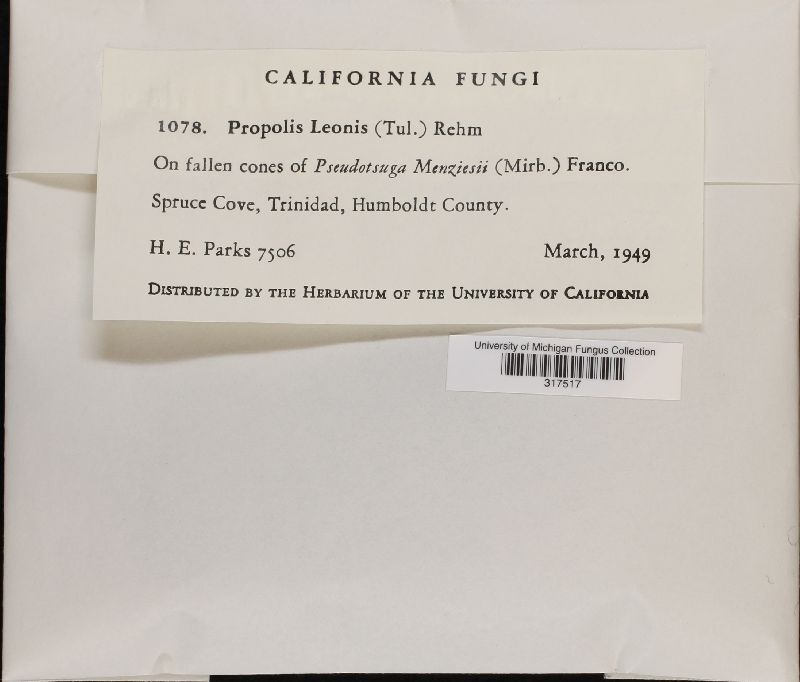 CALIFORNIA FUNGI
1078. Propolis Leonis (Tul.) Rehm
On fallen cones of Pseudotsuga Menziesii (Mirb.) Franco.
Spruce Cove, Trinidad, Humboldt County.
H. E. Parks 7506 March, 1949
DISTRIBUTED BY THE HERBARIUM OF THE UNIVERSITY OF CALIFORNIA
University of Michigan Fungus Collection
317517